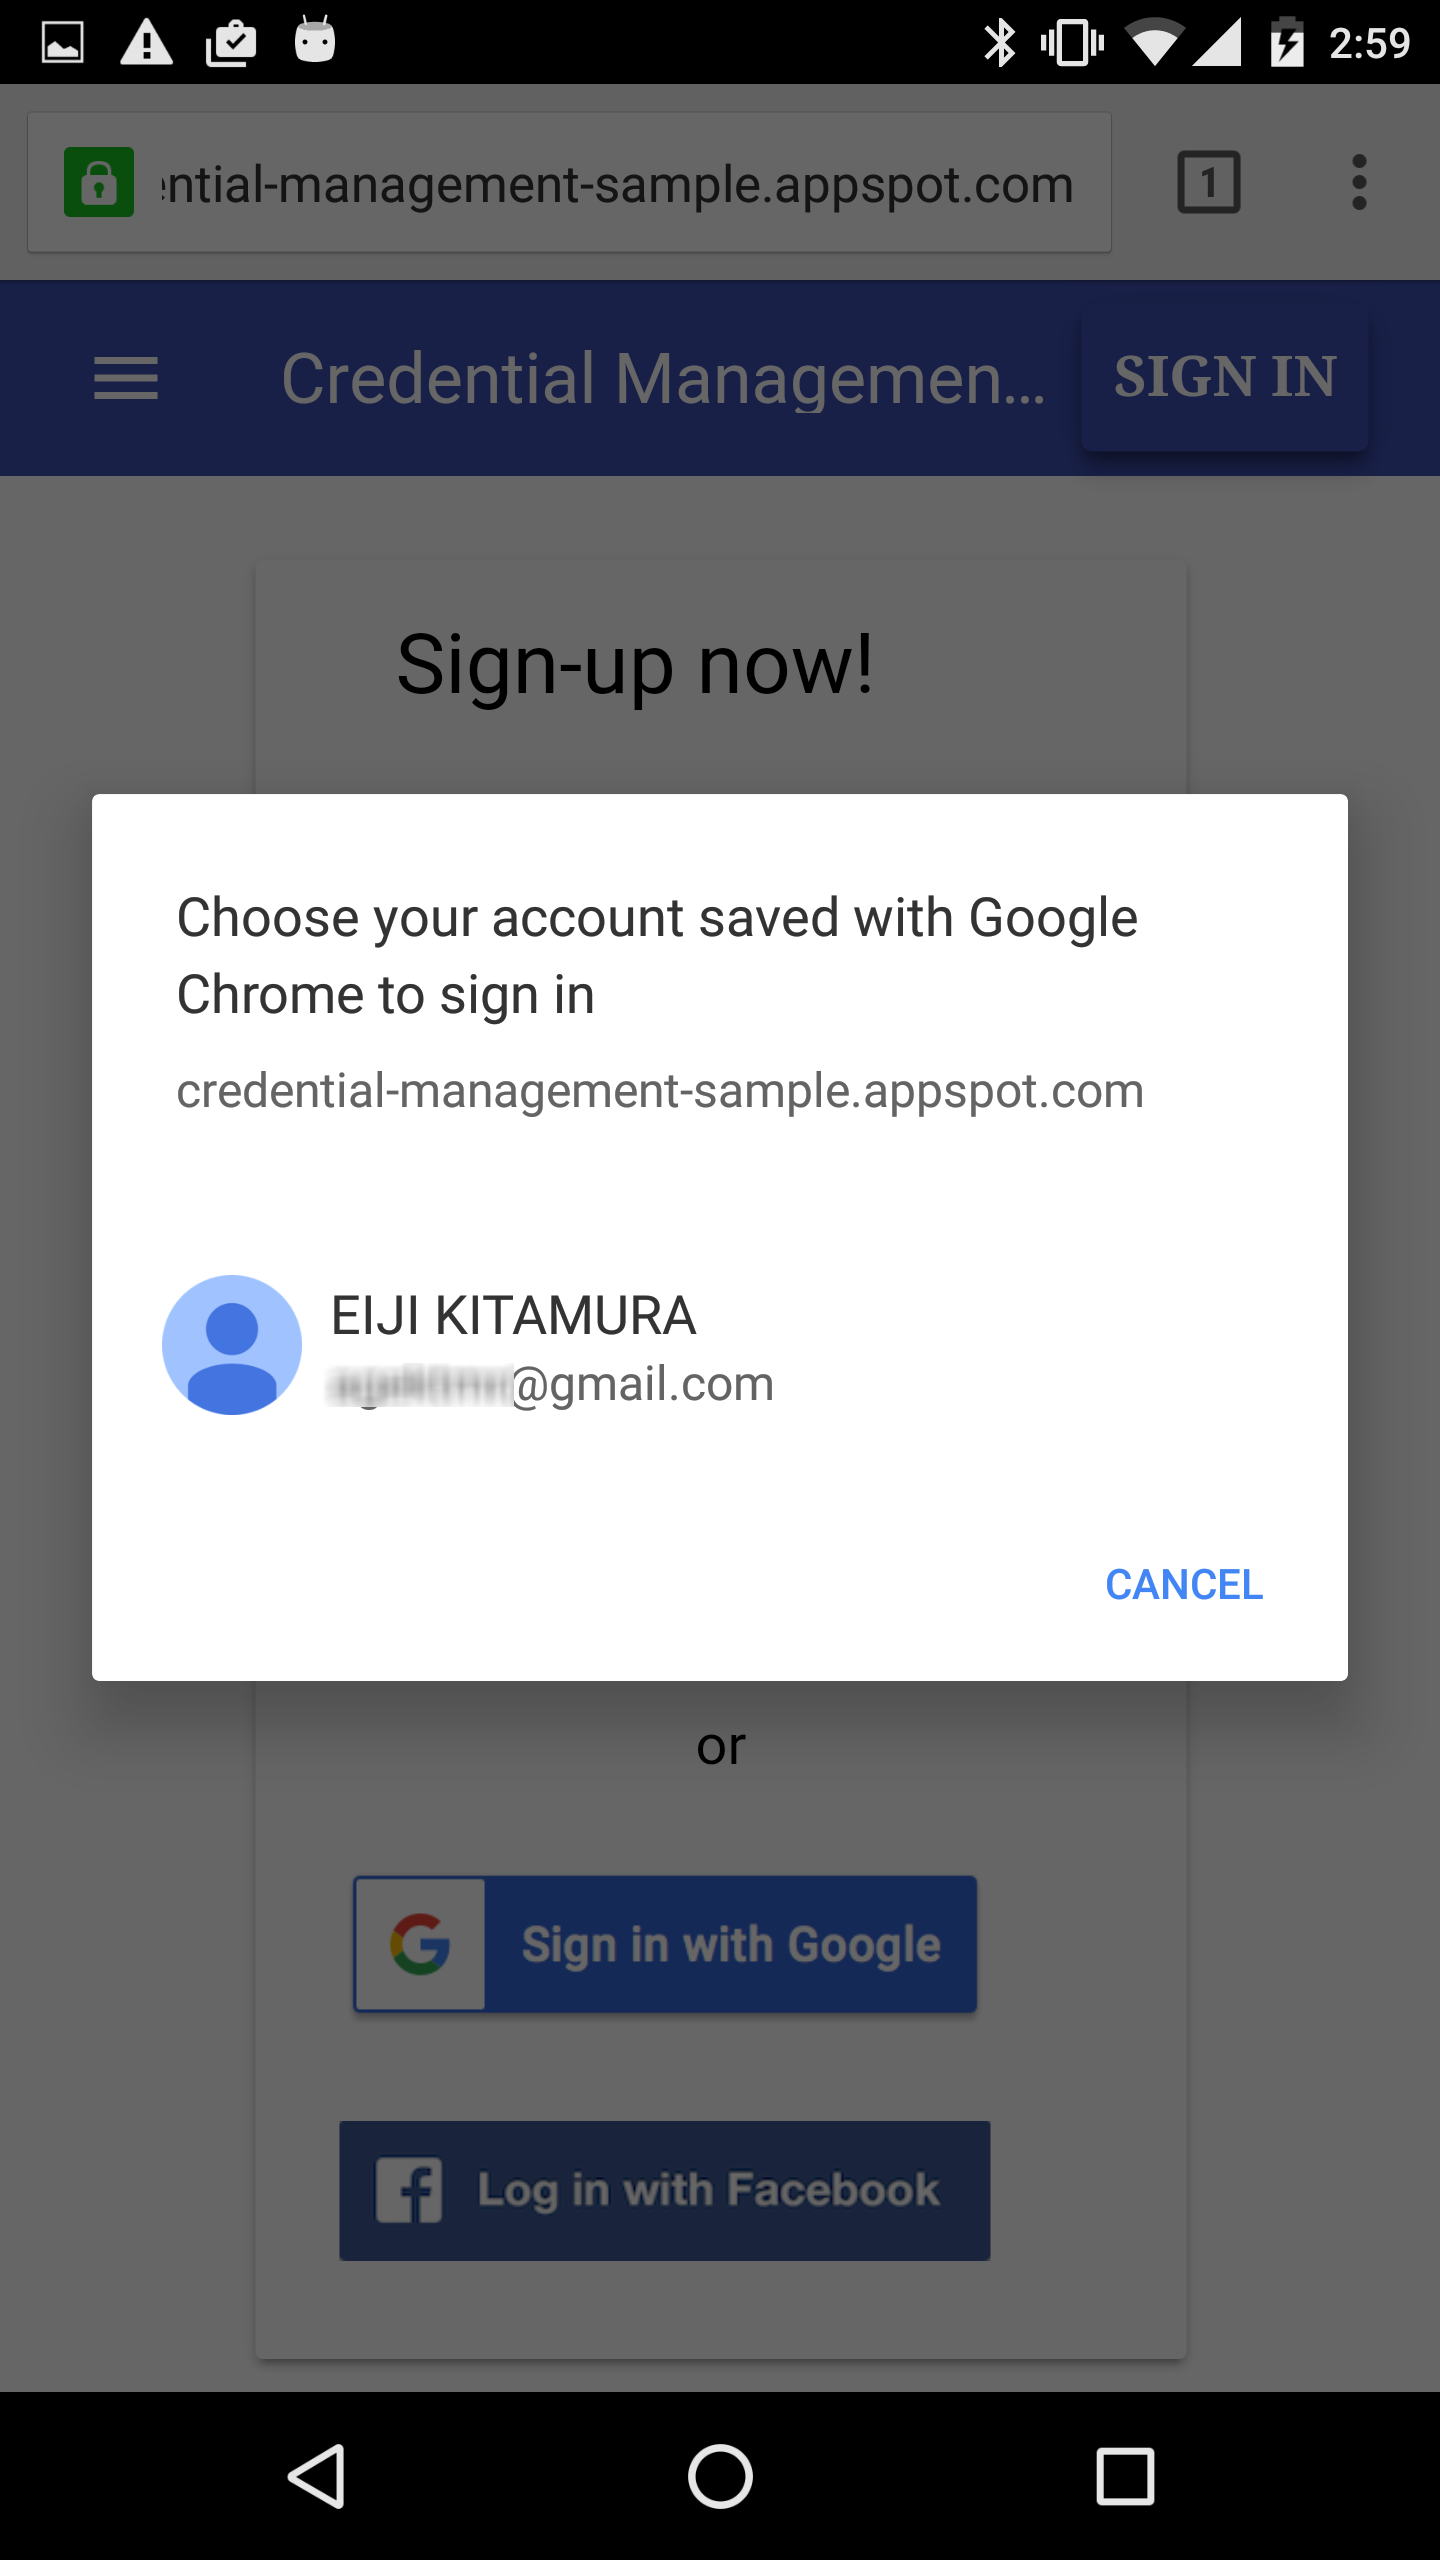 2:59
ntial-management-sample.appspot.com
1
Credential Managemen...
SIGN IN
Sign-up now!
Choose your account saved with Google
Chrome to sign in
credential-management-sample.appspot.com
EIJI KITAMURA
@gmail.com
CANCEL
or
Sign in with Google
Log in with Facebook